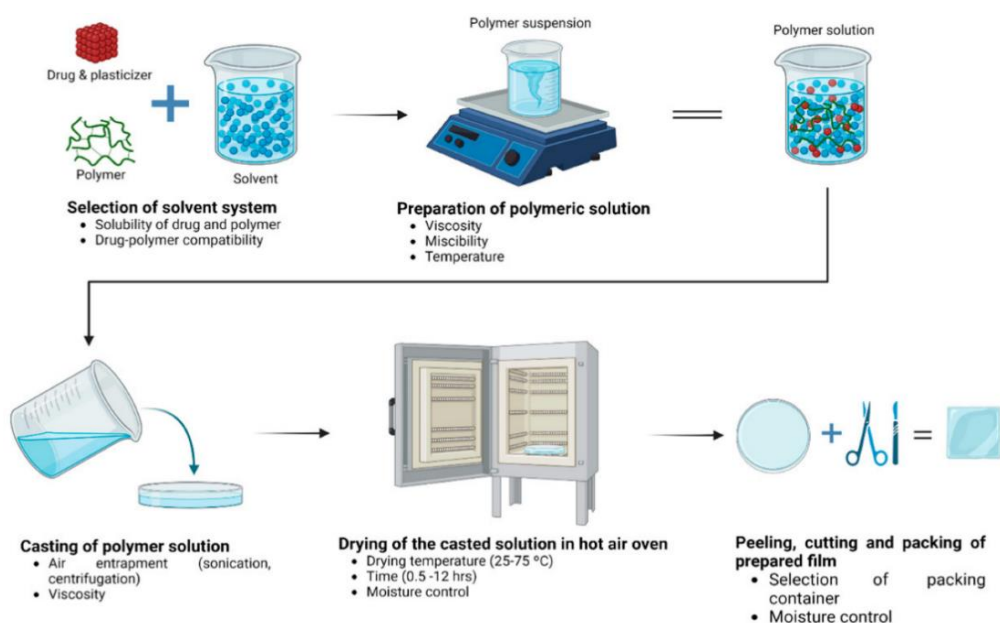 Polymer suspension
Polymer solution
Drug & plasticizer
Polymer
Solvent
Selection of solvent system
• Solubility of drug and polymer
• Drug-polymer compatibility
Preparation of polymeric solution
• Viscosity
• Miscibility
• Temperature
Casting of polymer solution
• Air entrapment (sonication,
centrifugation)
• Viscosity
Drying of the casted solution in hot air oven
• Drying temperature (25-75 ºC)
• Time (0.5 -12 hrs)
• Moisture control
Peeling, cutting and packing of
prepared film
• Selection of packing
container
• Moisture control